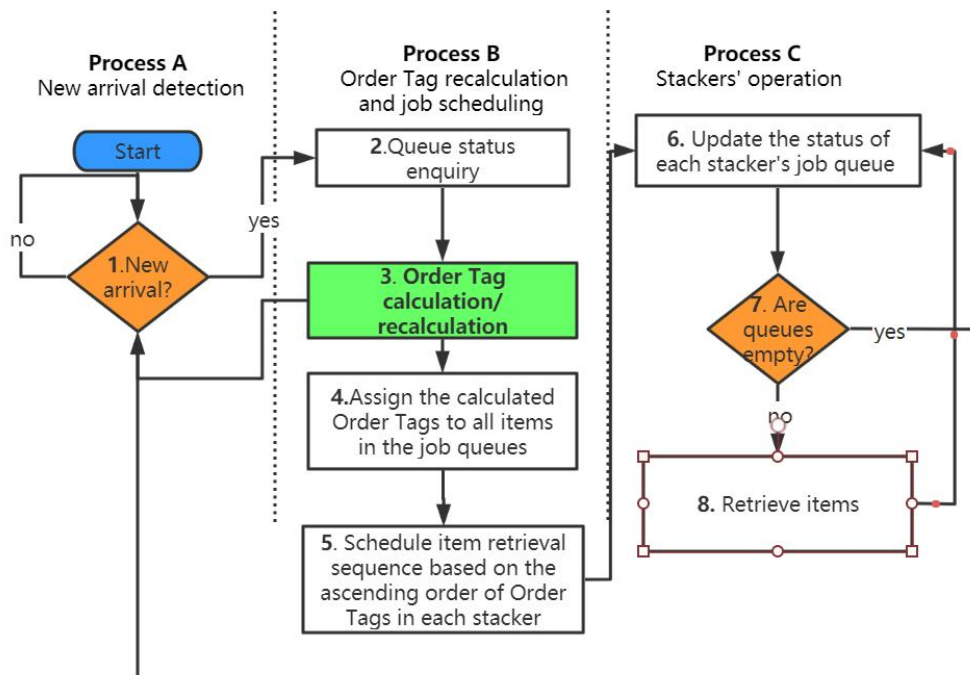 Process A
New arrival detection
Start
no
1.New
arrival?
yes
Process B
Order Tag recalculation
and job scheduling
2.Queue status
enquiry
3. Order Tag
calculation/
recalculation
4.Assign the calculated
Order Tags to all items
in the job queues
5. Schedule item retrieval
sequence based on the
ascending order of Order
Tags in each stacker
Process C
Stackers' operation
6. Update the status of
each stacker's job queue
7. Are
queues
empty?
yes
no
8. Retrieve items